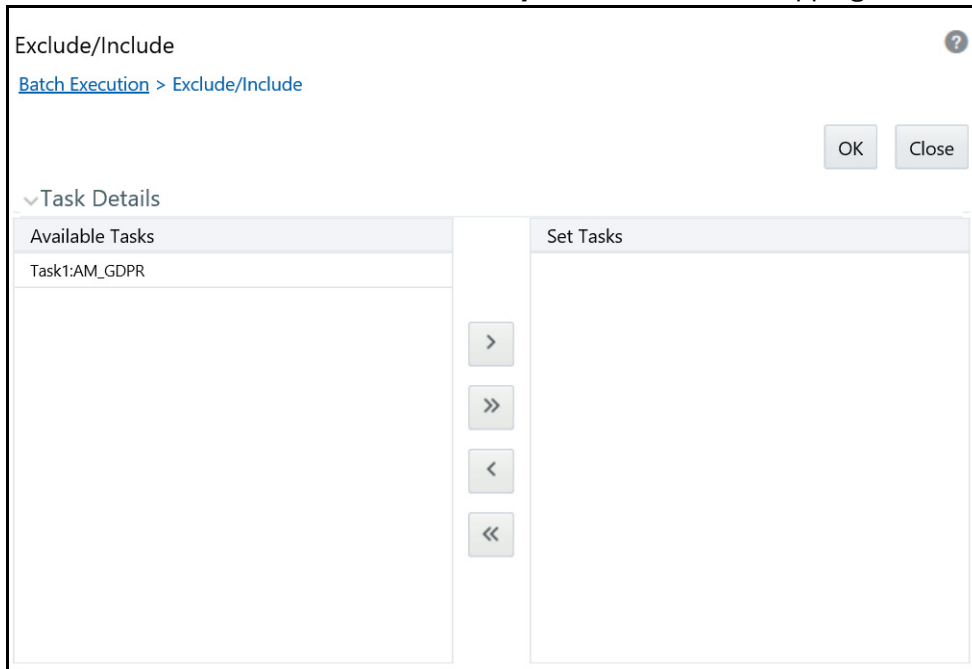 Exclude/Include
Batch Execution > Exclude/Include
OK Close
Task Details
Available Tasks Set Tasks
Task1:AM_GDPR
>
>>
<
<<